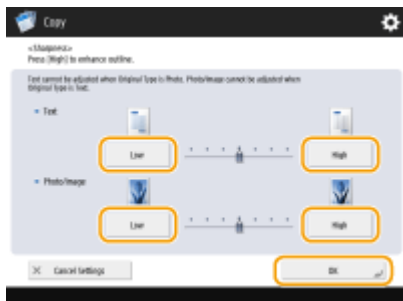 Copy
<Sharpness>
Press [High] to enhance outline.
Text cannot be adjusted when Original Type is Photo. Photo/Image cannot be adjusted when
Original Type is Text.
Text
Low
High
Photo/Image
Low
High
Cancel Settings
OK